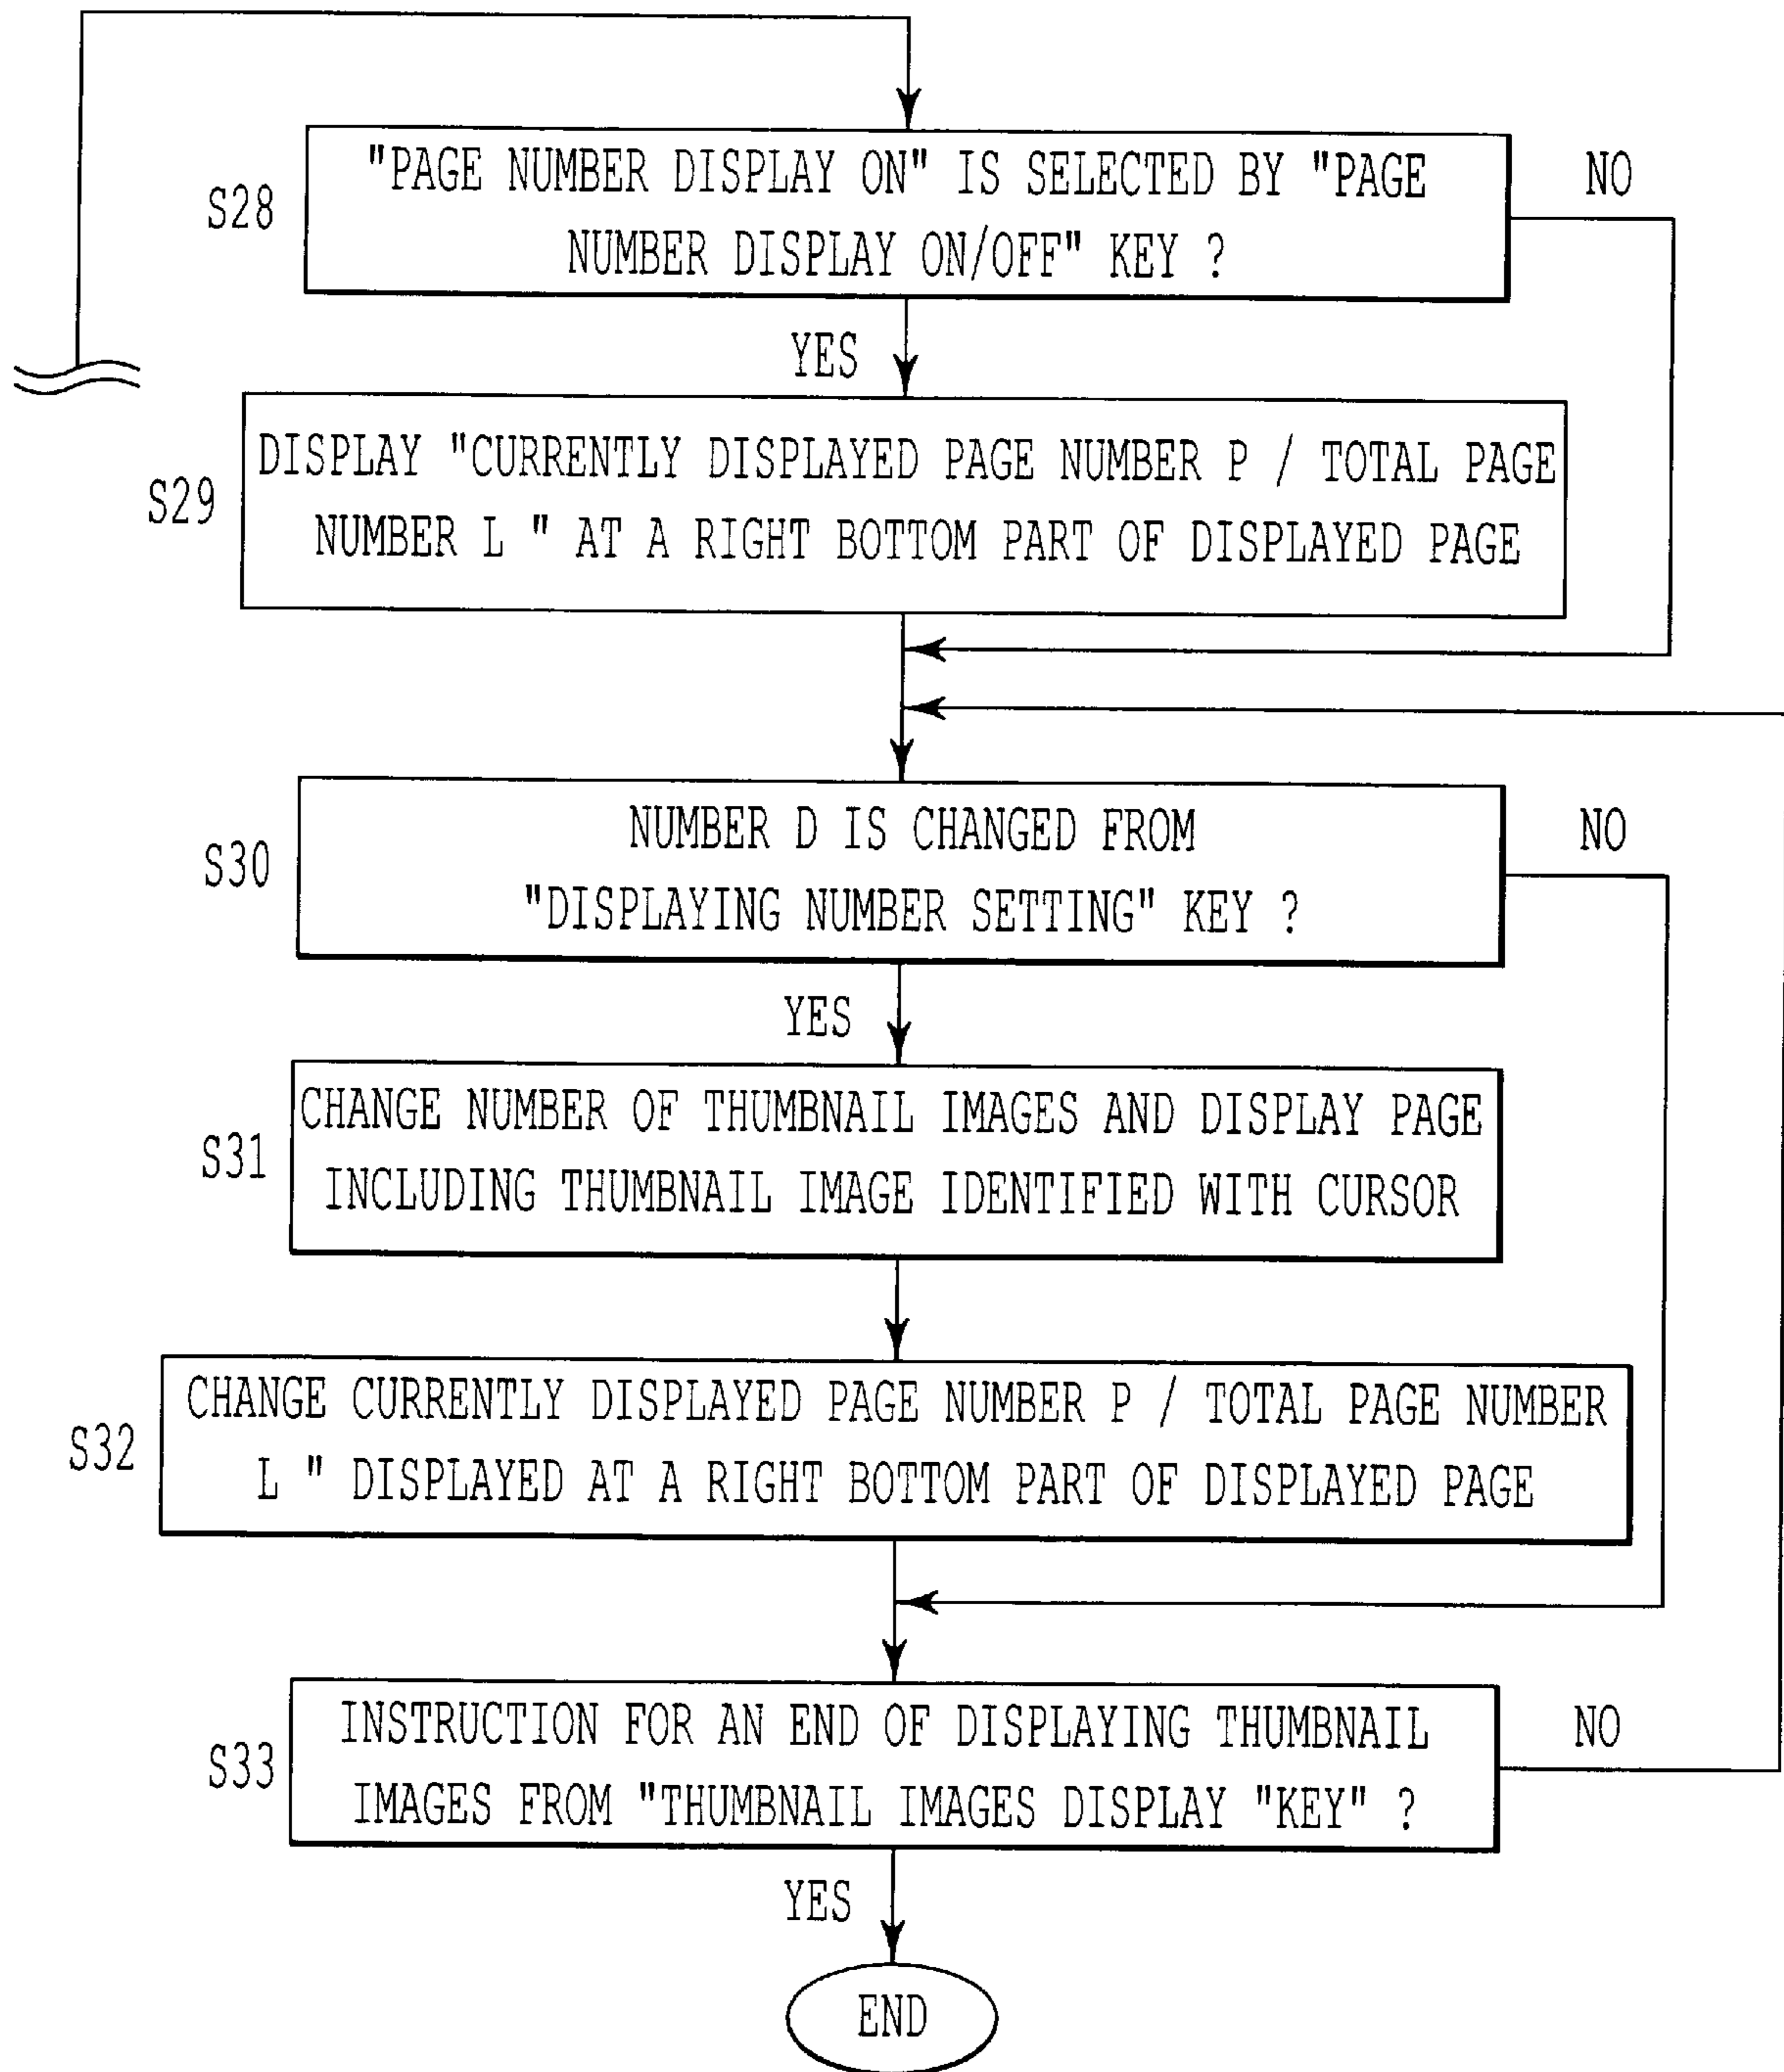 "PAGE NUMBER DISPLAY ON" IS SELECTED BY "PAGE
NUMBER DISPLAY ON/OFF" KEY ?
NO
S28
YES
DISPLAY "CURRENTLY DISPLAYED PAGE NUMBER P / TOTAL PAGE
NUMBER L " AT A RIGHT BOTTOM PART OF DISPLAYED PAGE
S29
NUMBER D IS CHANGED FROM
"DISPLAYING NUMBER SETTING" KEY ?
NO
S30
YES
CHANGE NUMBER OF THUMBNAIL IMAGES AND DISPLAY PAGE
INCLUDING THUMBNAIL IMAGE IDENTIFIED WITH CURSOR
S31
CHANGE CURRENTLY DISPLAYED PAGE NUMBER P / TOTAL PAGE NUMBER
L " DISPLAYED AT A RIGHT BOTTOM PART OF DISPLAYED PAGE
S32
INSTRUCTION FOR AN END OF DISPLAYING THUMBNAIL
IMAGES FROM "THUMBNAIL IMAGES DISPLAY "KEY" ?
NO
S33
YES
END